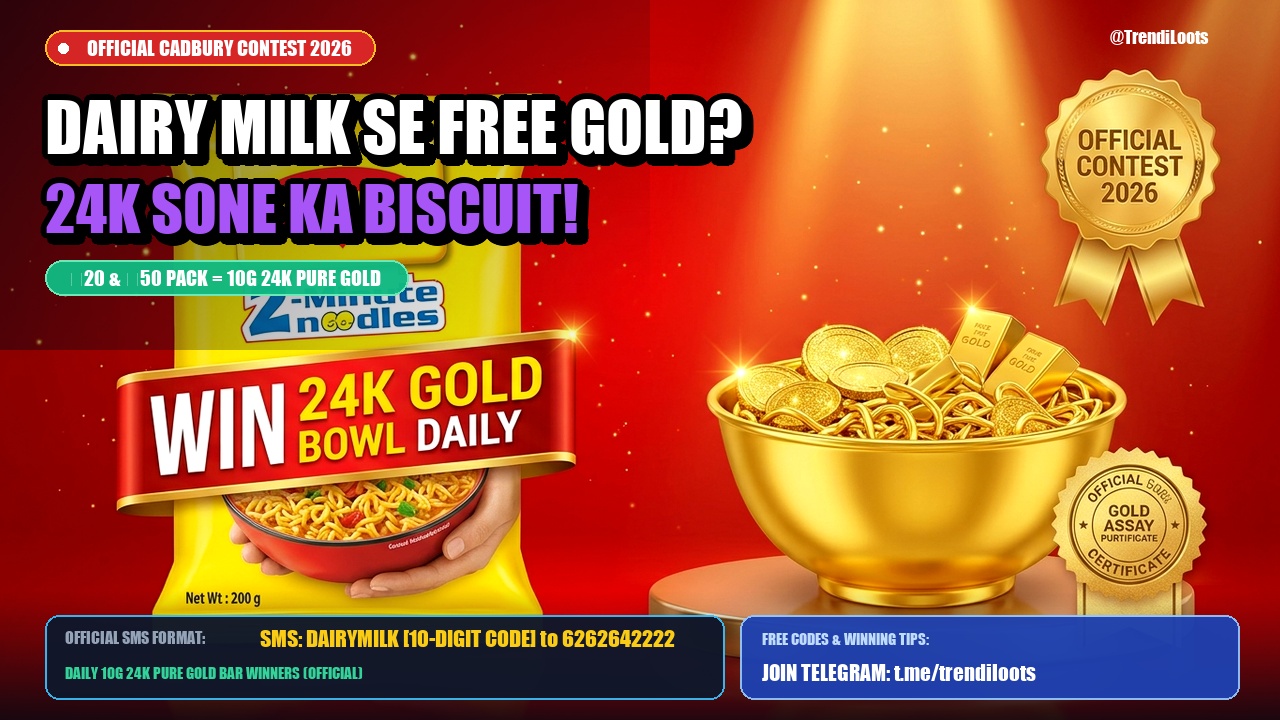 OFFICIAL CADBURY CONTEST 2026
@TrendiLoots
DAIRY MILK SE FREE GOLD?
24K SONE KA BISCUIT!
20 & 50 PACK = 10G 24K PURE GOLD
OFFICIAL
CONTEST
2026
2-Minute
noodles
WIN 24K GOLD
BOWL DAILY
GOLD
GOLD
OFFICIAL
GOLD
ASSAY
PURTIFICATE
CERTIFICATE
Net Wt : 200 g
OFFICIAL SMS FORMAT: SMS: DAIRYMILK [10-DIGIT CODE] to 6262642222
DAILY 10G 24K PURE GOLD BAR WINNERS (OFFICIAL)
FREE CODES & WINNING TIPS:
JOIN TELEGRAM: t.me/trendiloots